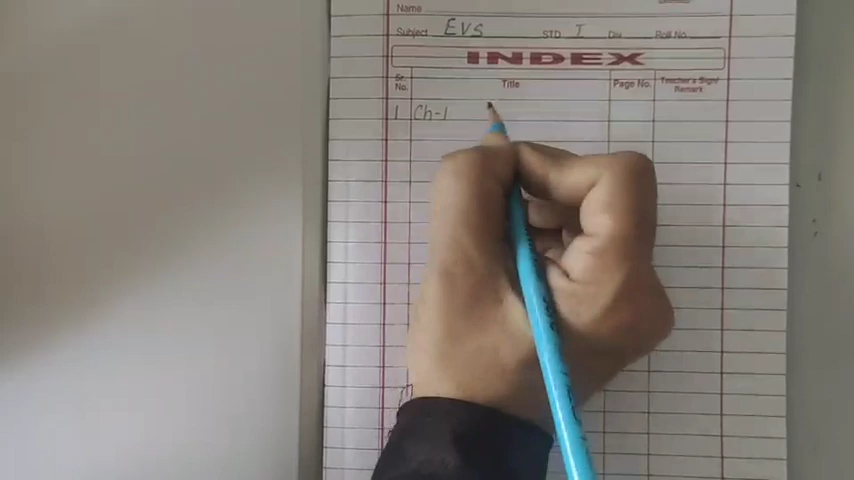 Name
Subject EVS STD I Div Roll No.
INDEX
Sr. No. Title Page No. Teacher's Sign/ Remark
1 Ch-1